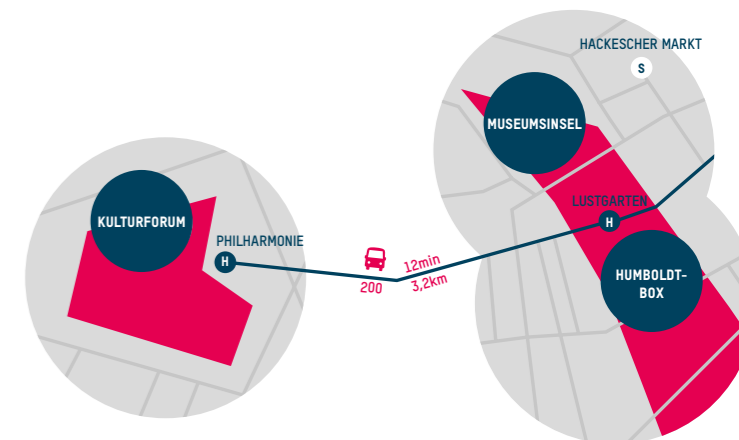 HACKESCHER MARKT
S
MUSEUMSINSEL
LUSTGARTEN
H
KULTURFORUM
PHILHARMONIE
H
12min
200
3,2km
HUMBOLDT-
BOX